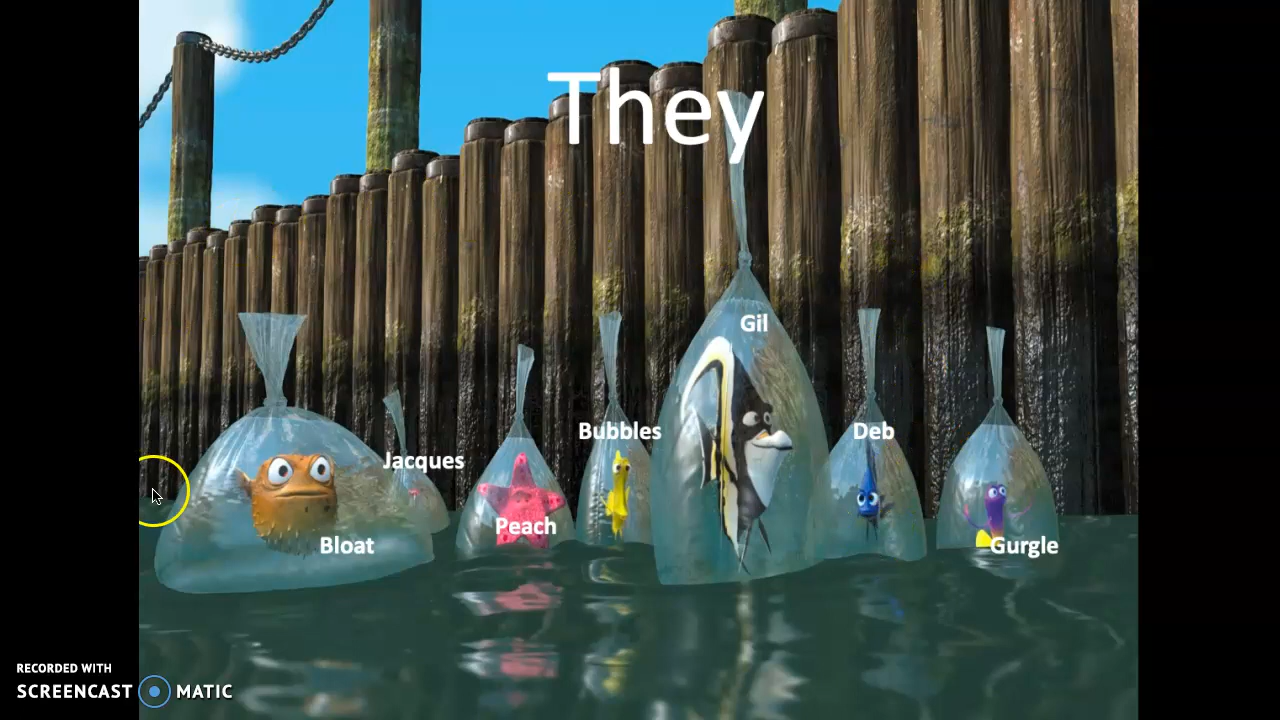 They
Gil
Bubbles
Deb
Jacques
Peach
Bloat
Gurgle
RECORDED WITH
SCREENCAST MATIC